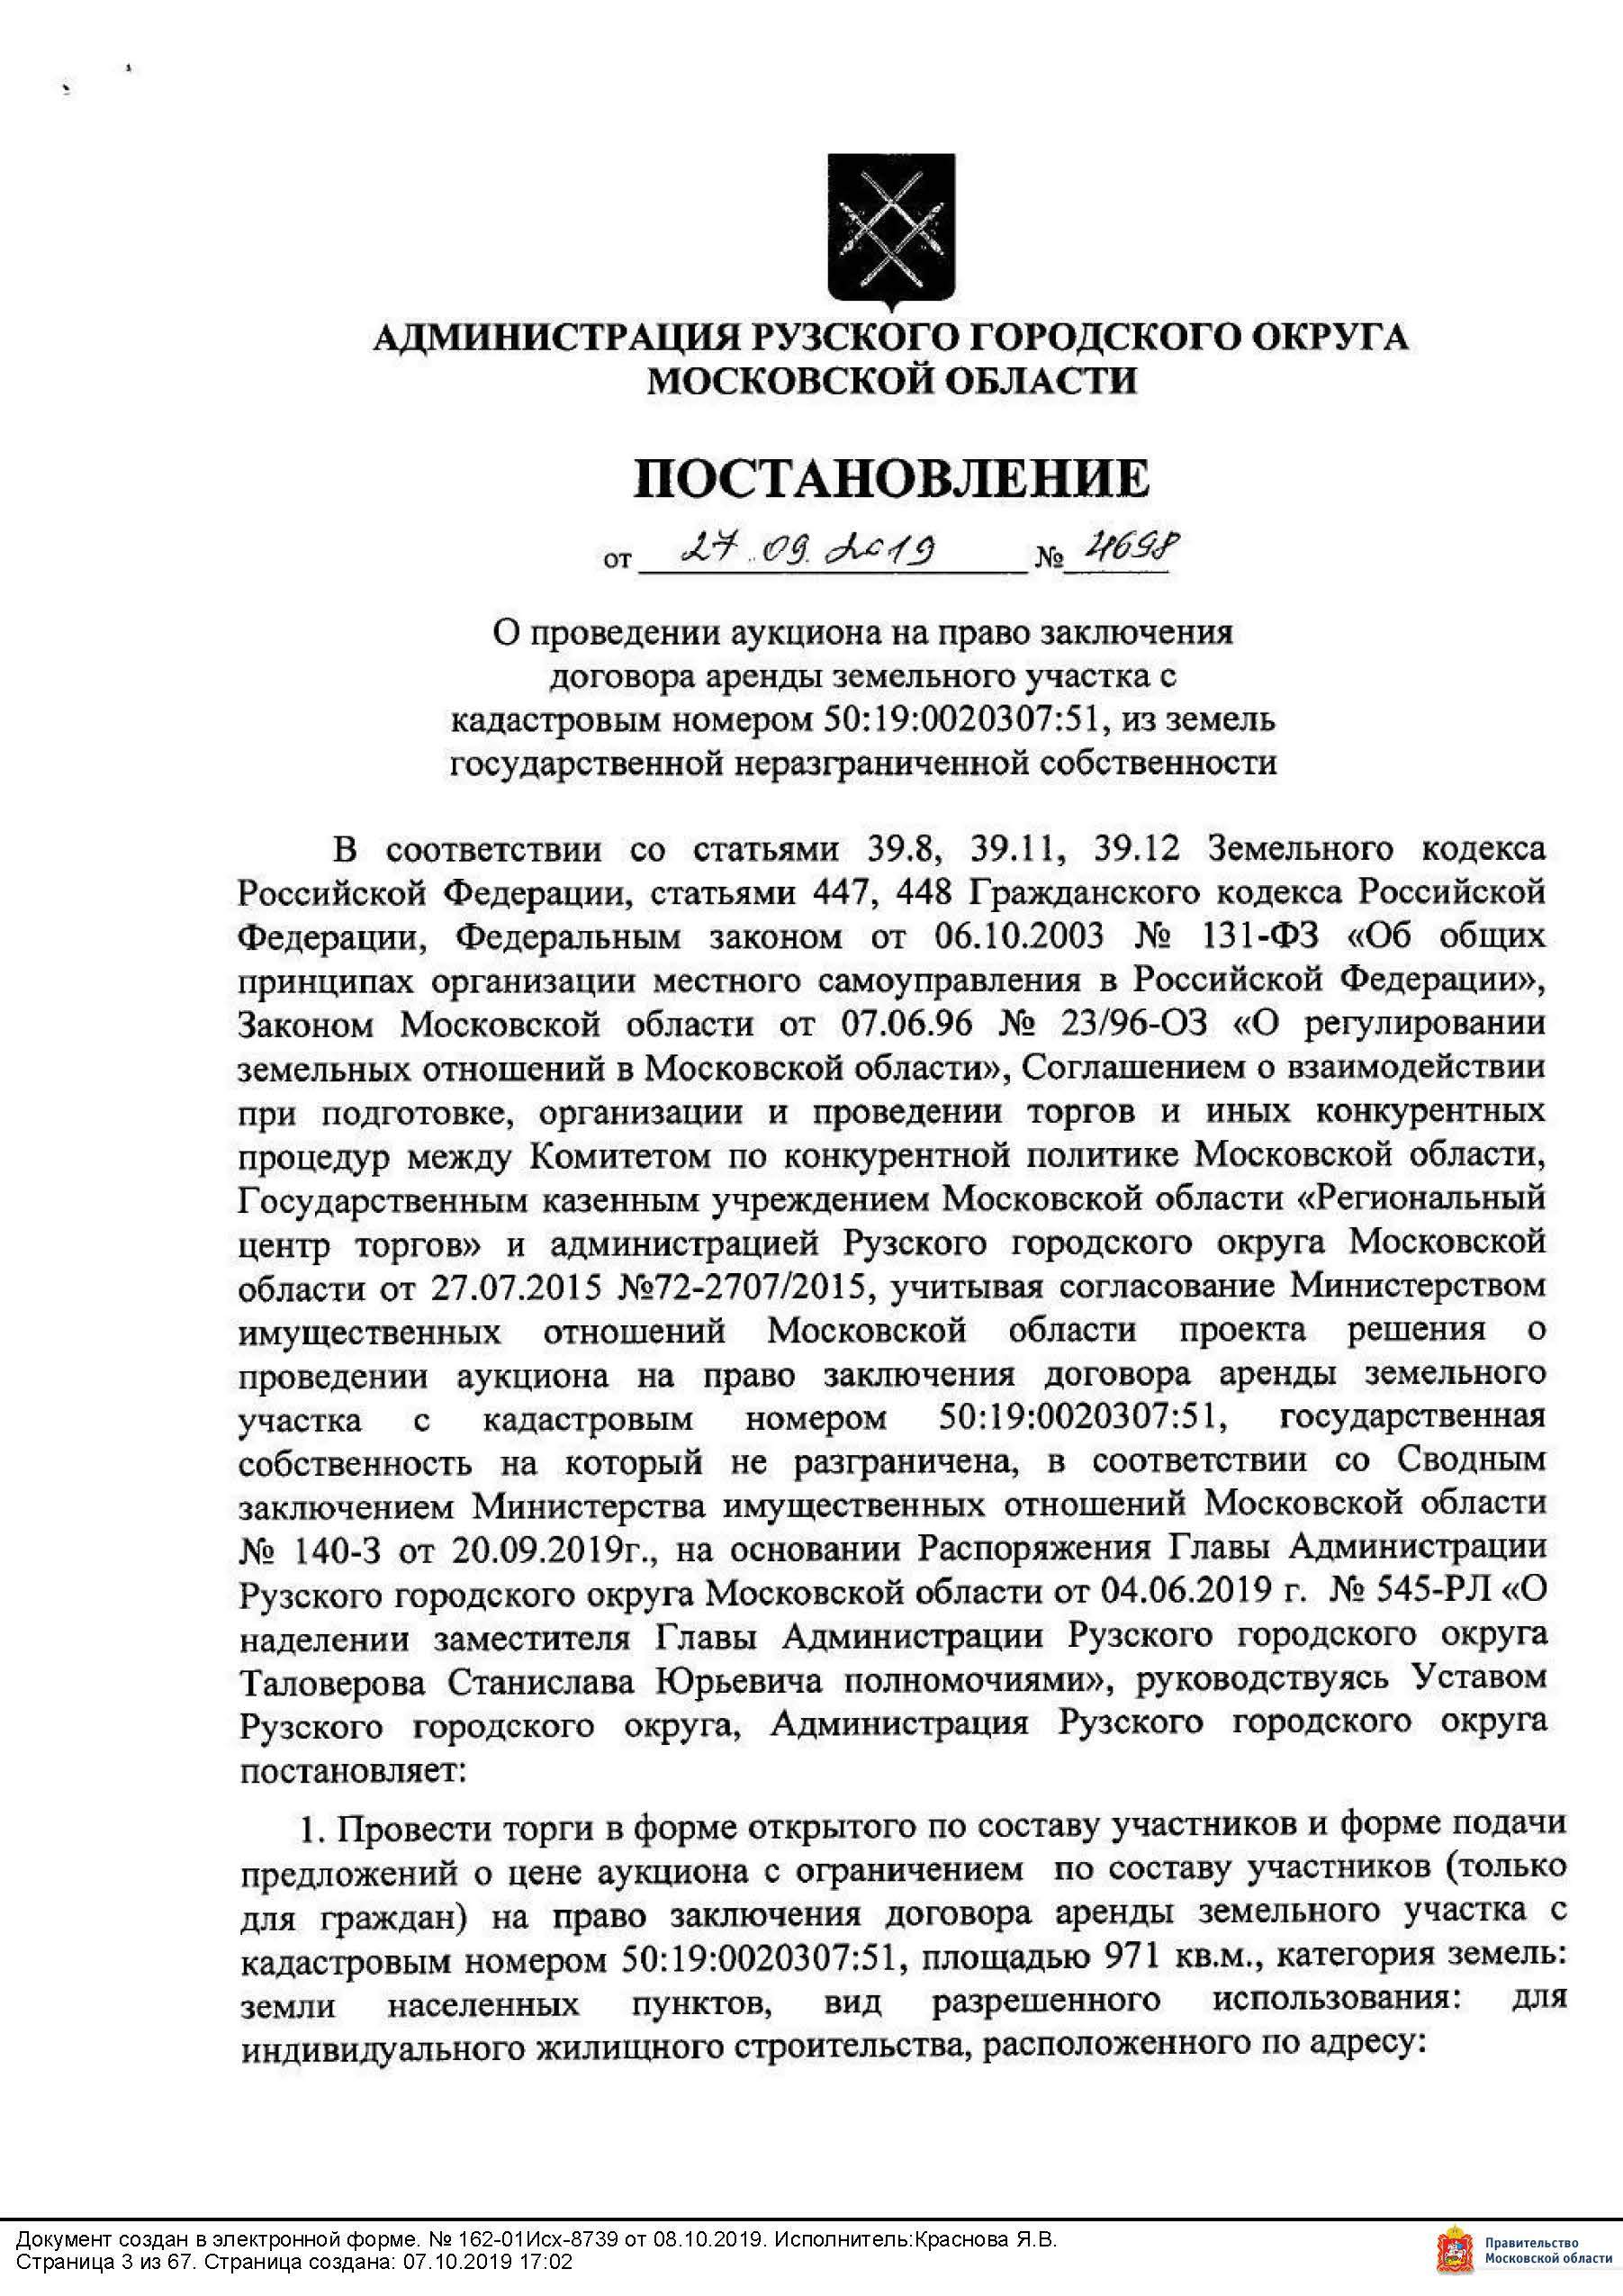 АДМИНИСТРАЦИЯ РУЗСКОГО ГОРОДСКОГО ОКРУГА
МОСКОВСКОЙ ОБЛАСТИ
ПОСТАНОВЛЕНИЕ
от 27.09.2019 № 4698
О проведении аукциона на право заключения
договора аренды земельного участка с
кадастровым номером 50:19:0020307:51, из земель
государственной неразграниченной собственности
В соответствии со статьями 39.8, 39.11, 39.12 Земельного кодекса
Российской Федерации, статьями 447, 448 Гражданского кодекса Российской
Федерации, Федеральным законом от 06.10.2003 № 131-ФЗ «Об общих
принципах организации местного самоуправления в Российской Федерации»,
Законом Московской области от 07.06.96 № 23/96-ОЗ «О регулировании
земельных отношений в Московской области», Соглашением о взаимодействии
при подготовке, организации и проведении торгов и иных конкурентных
процедур между Комитетом по конкурентной политике Московской области,
Государственным казенным учреждением Московской области «Региональный
центр торгов» и администрацией Рузского городского округа Московской
области от 27.07.2015 №72-2707/2015, учитывая согласование Министерством
имущественных отношений Московской области проекта решения о
проведении аукциона на право заключения договора аренды земельного
участка с кадастровым номером 50:19:0020307:51, государственная
собственность на который не разграничена, в соответствии со Сводным
заключением Министерства имущественных отношений Московской области
№ 140-З от 20.09.2019г., на основании Распоряжения Главы Администрации
Рузского городского округа Московской области от 04.06.2019 г. № 545-РЛ «О
наделении заместителя Главы Администрации Рузского городского округа
Таловерова Станислава Юрьевича полномочиями», руководствуясь Уставом
Рузского городского округа, Администрация Рузского городского округа
постановляет:
1. Провести торги в форме открытого по составу участников и форме подачи
предложений о цене аукциона с ограничением по составу участников (только
для граждан) на право заключения договора аренды земельного участка с
кадастровым номером 50:19:0020307:51, площадью 971 кв.м., категория земель:
земли населенных пунктов, вид разрешенного использования: для
индивидуального жилищного строительства, расположенного по адресу:
Документ создан в электронной форме. № 162-01Исх-8739 от 08.10.2019. Исполнитель:Краснова Я.В.
Страница 3 из 67. Страница создана: 07.10.2019 17:02
Правительство
Московской области